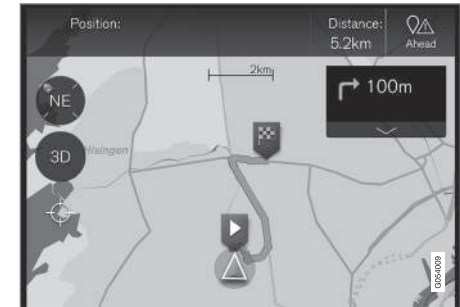 Position:
Distance:
5.2km
Ahead
2km
NE
100m
3D
Hisingen
G054009